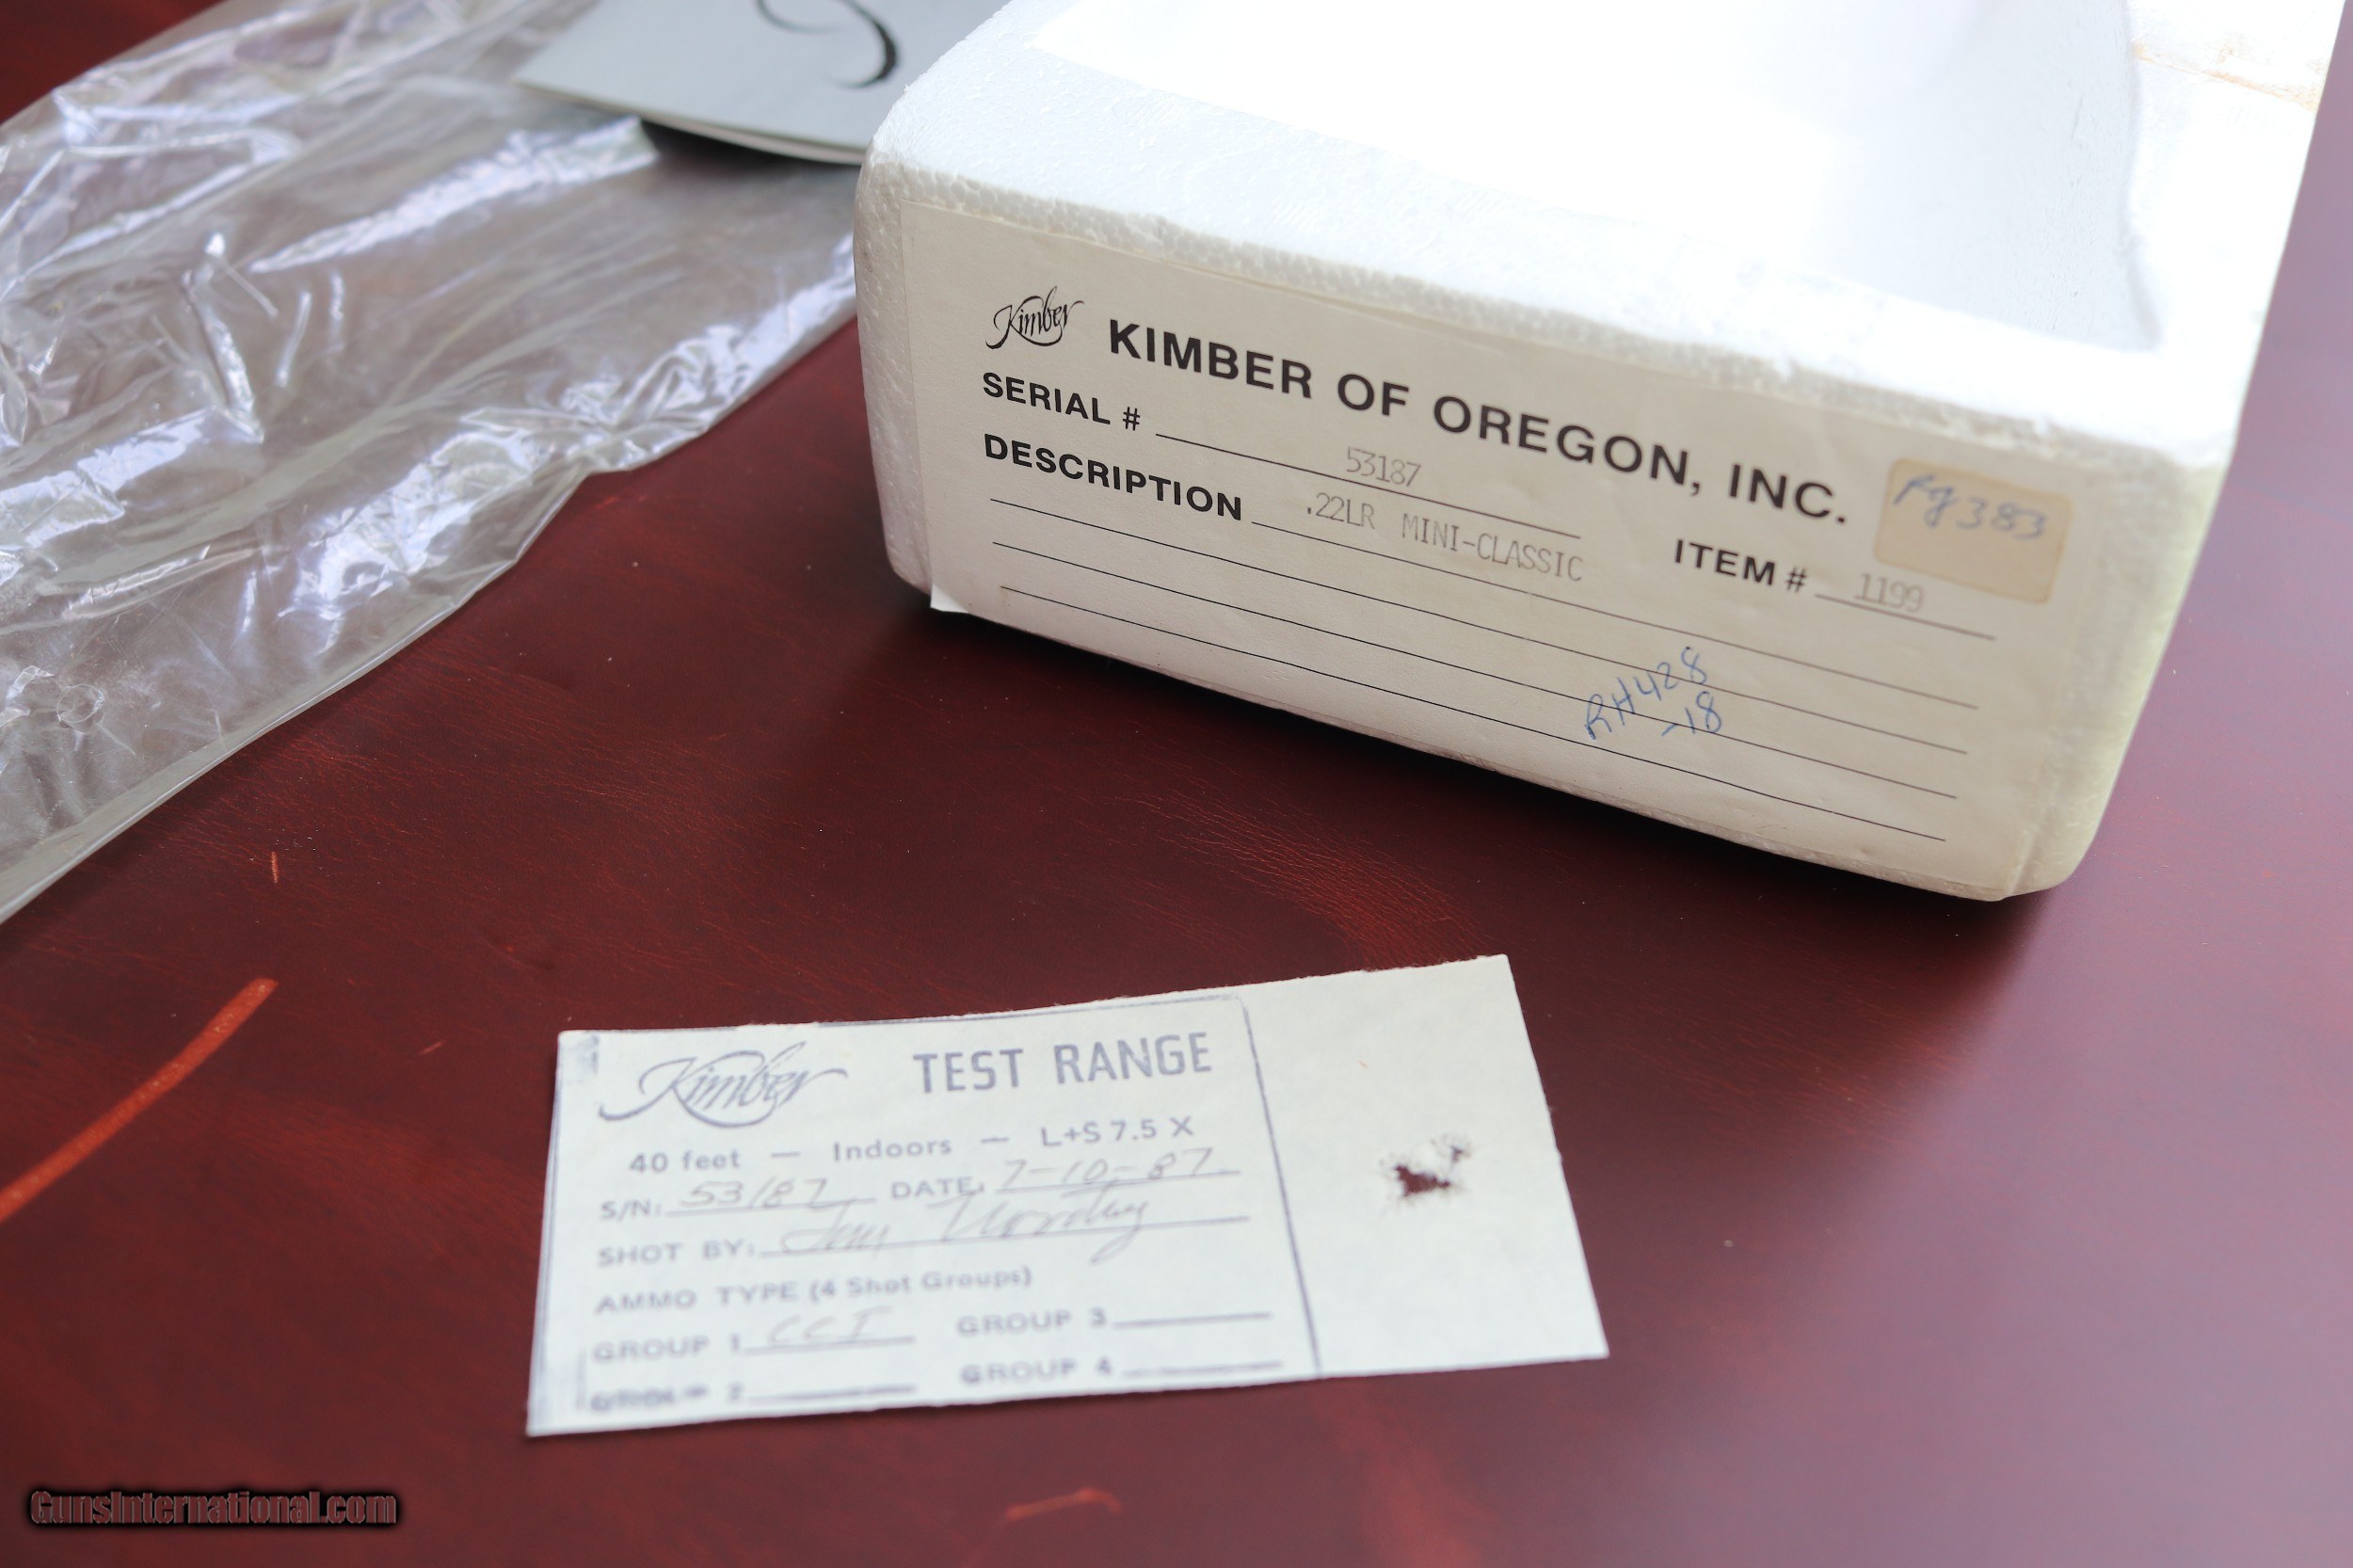 Kimber KIMBER OF OREGON, INC.
SERIAL # 53187
Rg383
DESCRIPTION .22LR MINI-CLASSIC
ITEM # 1199
RH428
-18
Kimber TEST RANGE
40 feet — Indoors — L+S 7.5 X
S/N: 53187 DATE: 7-10-87
SHOT BY:
AMMO TYPE (4 Shot Groups)
GROUP 1 CCI GROUP 3
GROUP 2 GROUP 4
GunsInternational.com